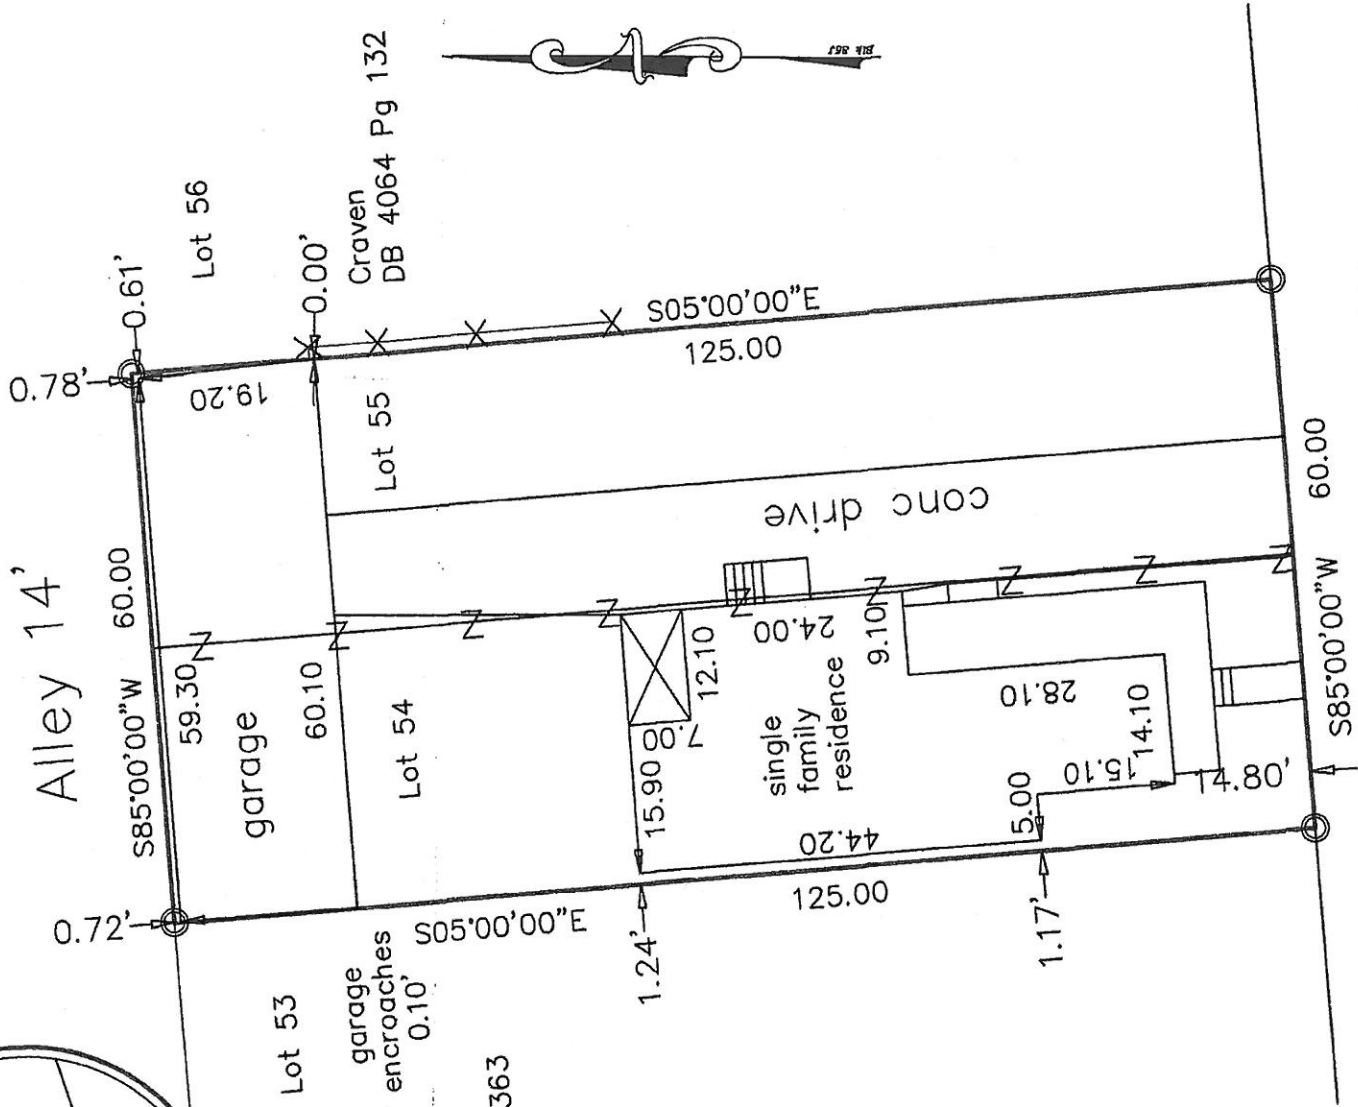 Alley 14'
0.78'
0.61'
Lot 56
60.00
S85°00'00"W
19.20
0.00'
Craven
DB 4064 Pg 132
Blk 85J
59.30
garage
60.10
Lot 55
Lot 54
S05°00'00"E
125.00
conc drive
0.72'
Lot 53
garage
encroaches
0.10'
363
S05°00'00"E
125.00
1.24'
1.17'
15.90
7.00
12.10
24.00
9.10
single
family
residence
44.20
28.10
5.00
15.10
14.10
14.80'
60.00
S85°00'00"W